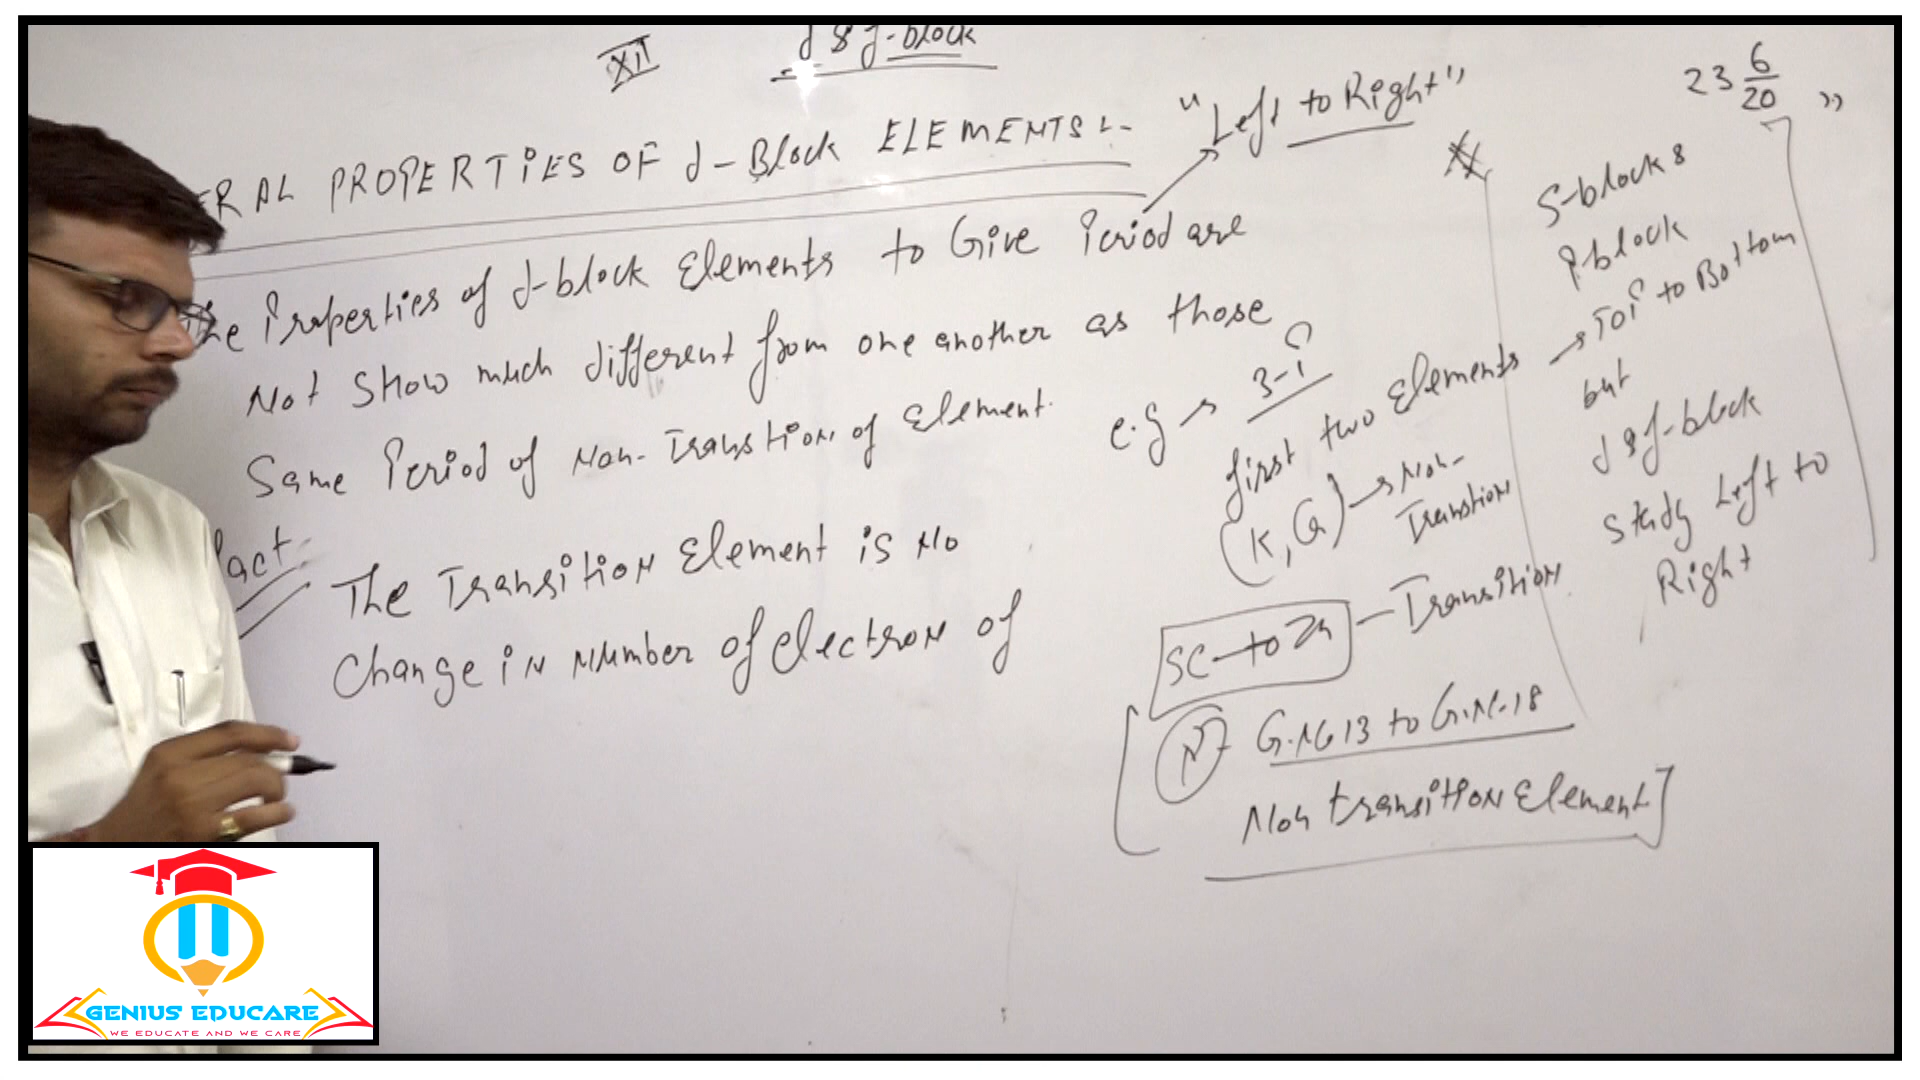 XII
d & f-block
23 6/20
ERAL PROPERTIES OF d-Block ELEMENTS:-
"Left to Right"
The Properties of d-block Elements to Give Period are
Not Show much different from one another as those
Same Period of Non-Transtion of Element.
fact:-
The Transition Element is No
Change in Number of electron of
e.g → 3-P
first two Elements
(K, Ca) → Non-
Transtion
Sc to Zn - Transition
N- G.NO 13 to G.N-18
Non transition Element]
S-block &
P-block
→ TOP to Bottom
but
d & f-block
Study Left to
Right
GENIUS EDUCARE
WE EDUCATE AND WE CARE